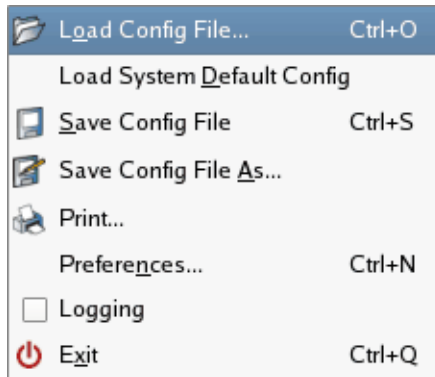 Load Config File... Ctrl+O
Load System Default Config
Save Config File Ctrl+S
Save Config File As...
Print...
Preferences... Ctrl+N
Logging
Exit Ctrl+Q